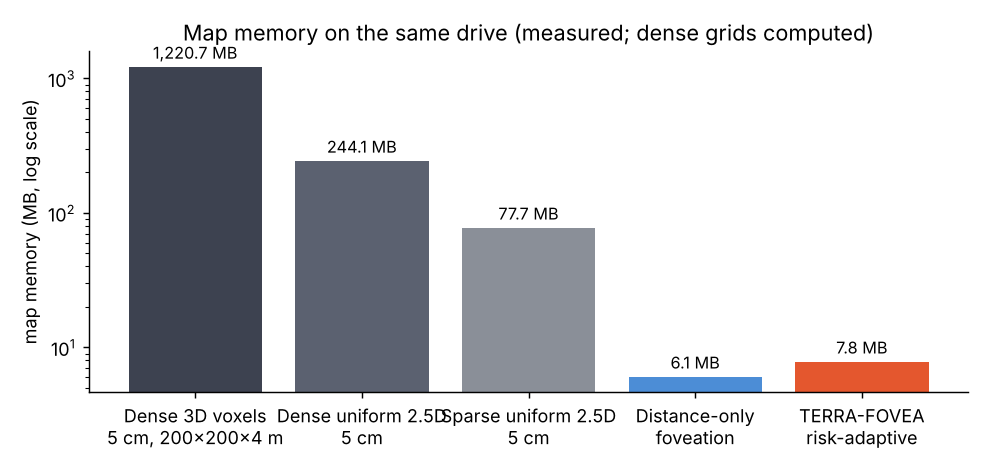 Map memory on the same drive (measured; dense grids computed)
1,220.7 MB
244.1 MB
77.7 MB
6.1 MB
7.8 MB
map memory (MB, log scale)
10³
10²
10¹
Dense 3D voxels
5 cm, 200×200×4 m
Dense uniform 2.5D
5 cm
Sparse uniform 2.5D
5 cm
Distance-only
foveation
TERRA-FOVEA
risk-adaptive